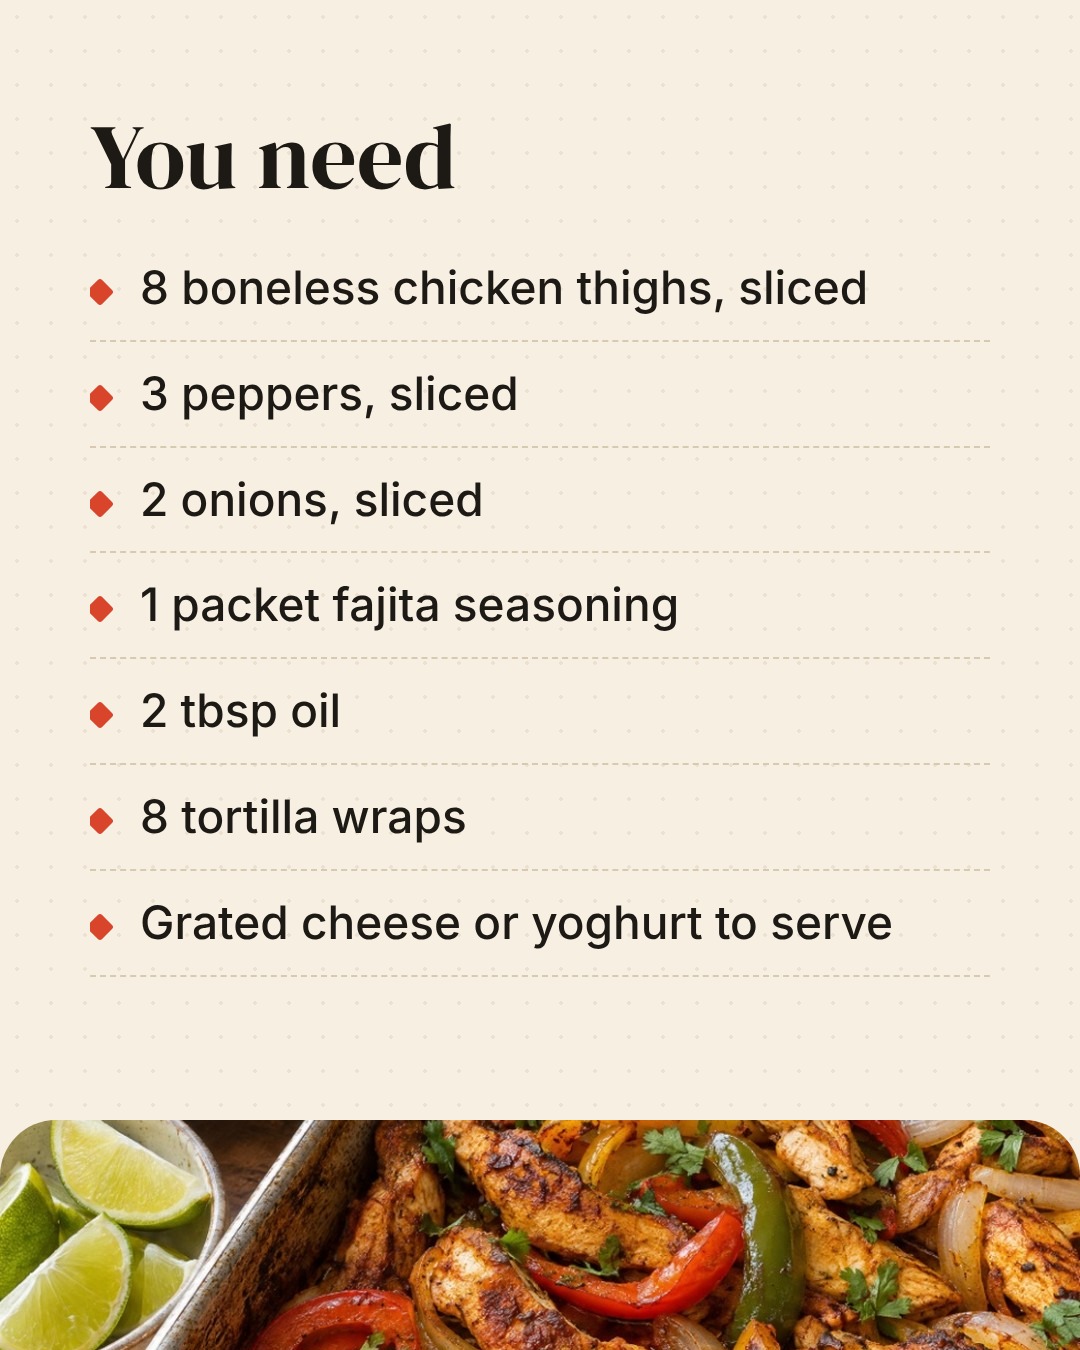 You need
8 boneless chicken thighs, sliced
3 peppers, sliced
2 onions, sliced
1 packet fajita seasoning
2 tbsp oil
8 tortilla wraps
Grated cheese or yoghurt to serve